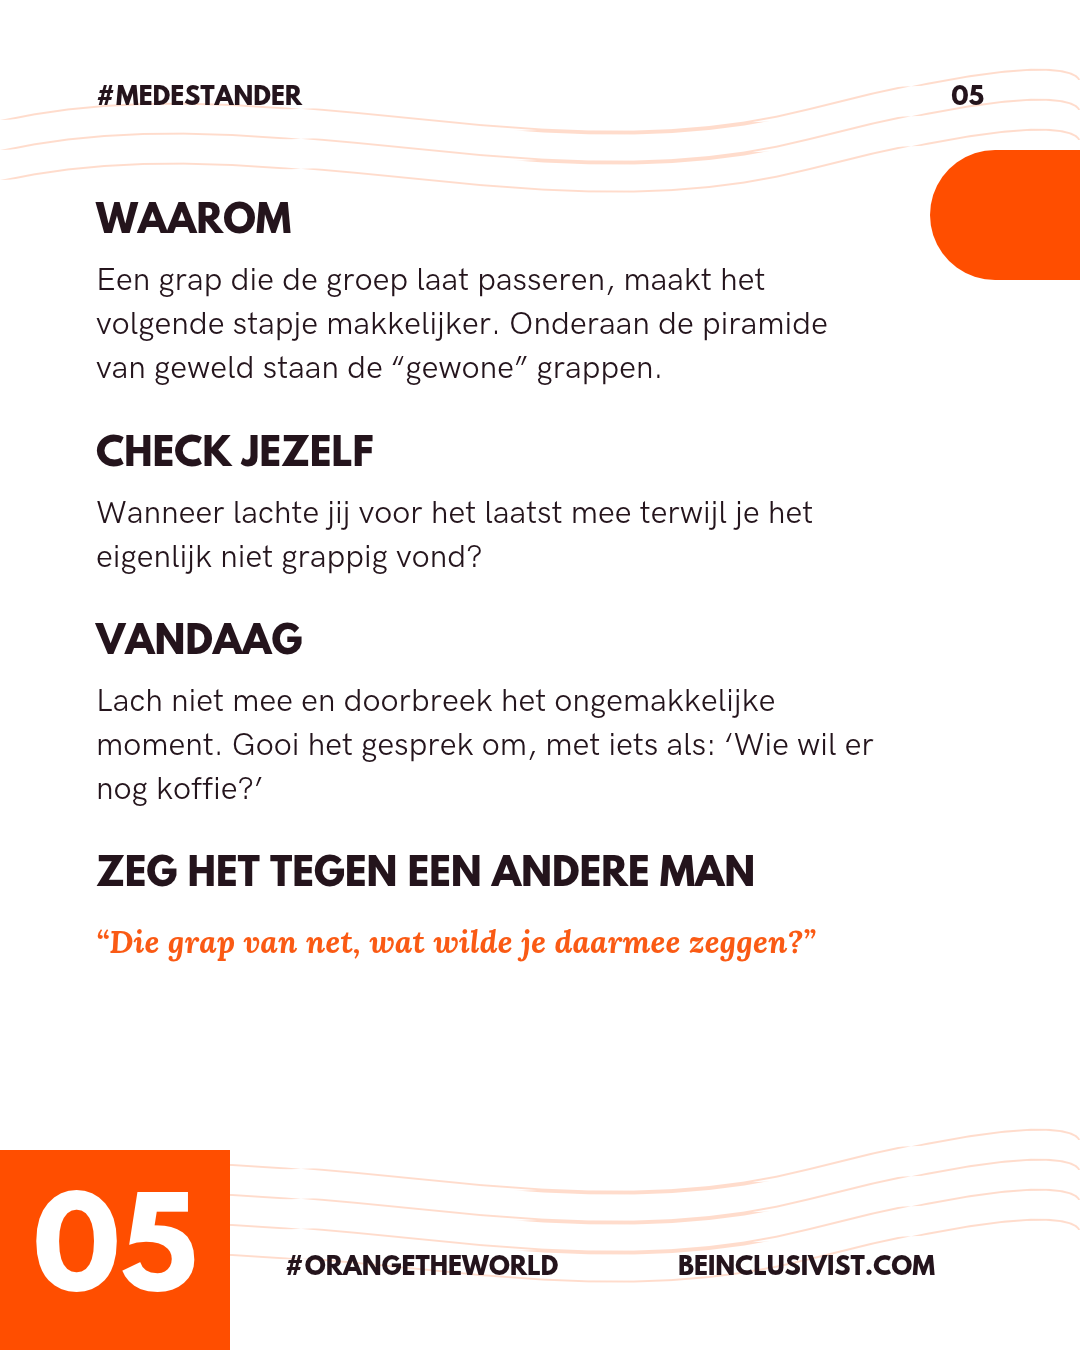 #MEDESTANDER
05
WAAROM
Een grap die de groep laat passeren, maakt het
volgende stapje makkelijker. Onderaan de piramide
van geweld staan de “gewone” grappen.
CHECK JEZELF
Wanneer lachte jij voor het laatst mee terwijl je het
eigenlijk niet grappig vond?
VANDAAG
Lach niet mee en doorbreek het ongemakkelijke
moment. Gooi het gesprek om, met iets als: ‘Wie wil er
nog koffie?’
ZEG HET TEGEN EEN ANDERE MAN
“Die grap van net, wat wilde je daarmee zeggen?”
05
#ORANGETHEWORLD
BEINCLUSIVIST.COM